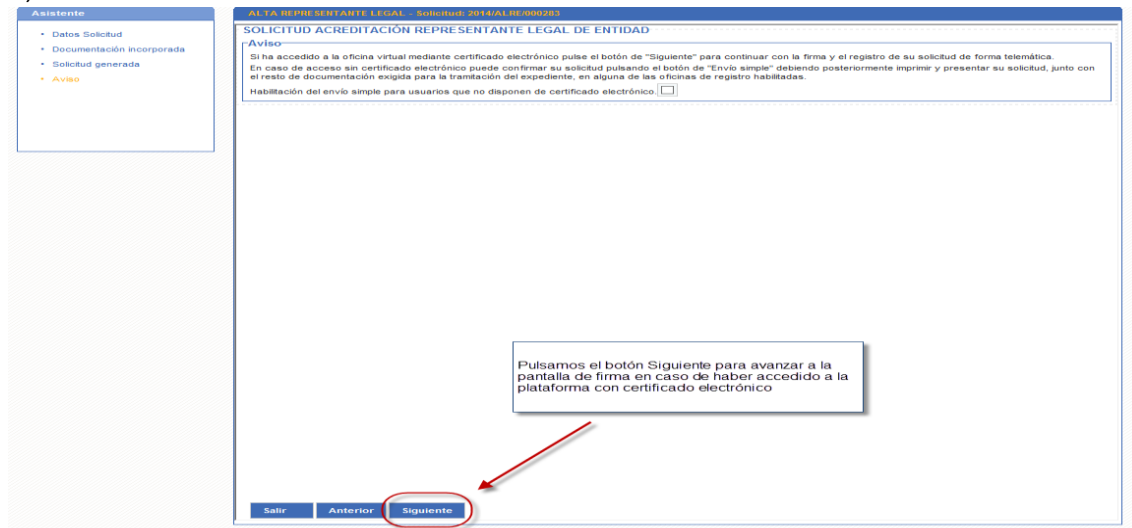 Asistente
• Datos Solicitud
• Documentación incorporada
• Solicitud generada
• Aviso
ALTA REPRESENTANTE LEGAL - Solicitud: 2014/ALRE/000283
SOLICITUD ACREDITACIÓN REPRESENTANTE LEGAL DE ENTIDAD
Aviso
Si ha accedido a la oficina virtual mediante certificado electrónico pulse el botón de "Siguiente" para continuar con la firma y el registro de su solicitud de forma telemática.
En caso de acceso sin certificado electrónico puede confirmar su solicitud pulsando el botón de "Envío simple" debiendo posteriormente imprimir y presentar su solicitud, junto con
el resto de documentación exigida para la tramitación del expediente, en alguna de las oficinas de registro habilitadas.
Habilitación del envío simple para usuarios que no disponen de certificado electrónico.
Pulsamos el botón Siguiente para avanzar a la
pantalla de firma en caso de haber accedido a la
plataforma con certificado electrónico
Salir Anterior Siguiente